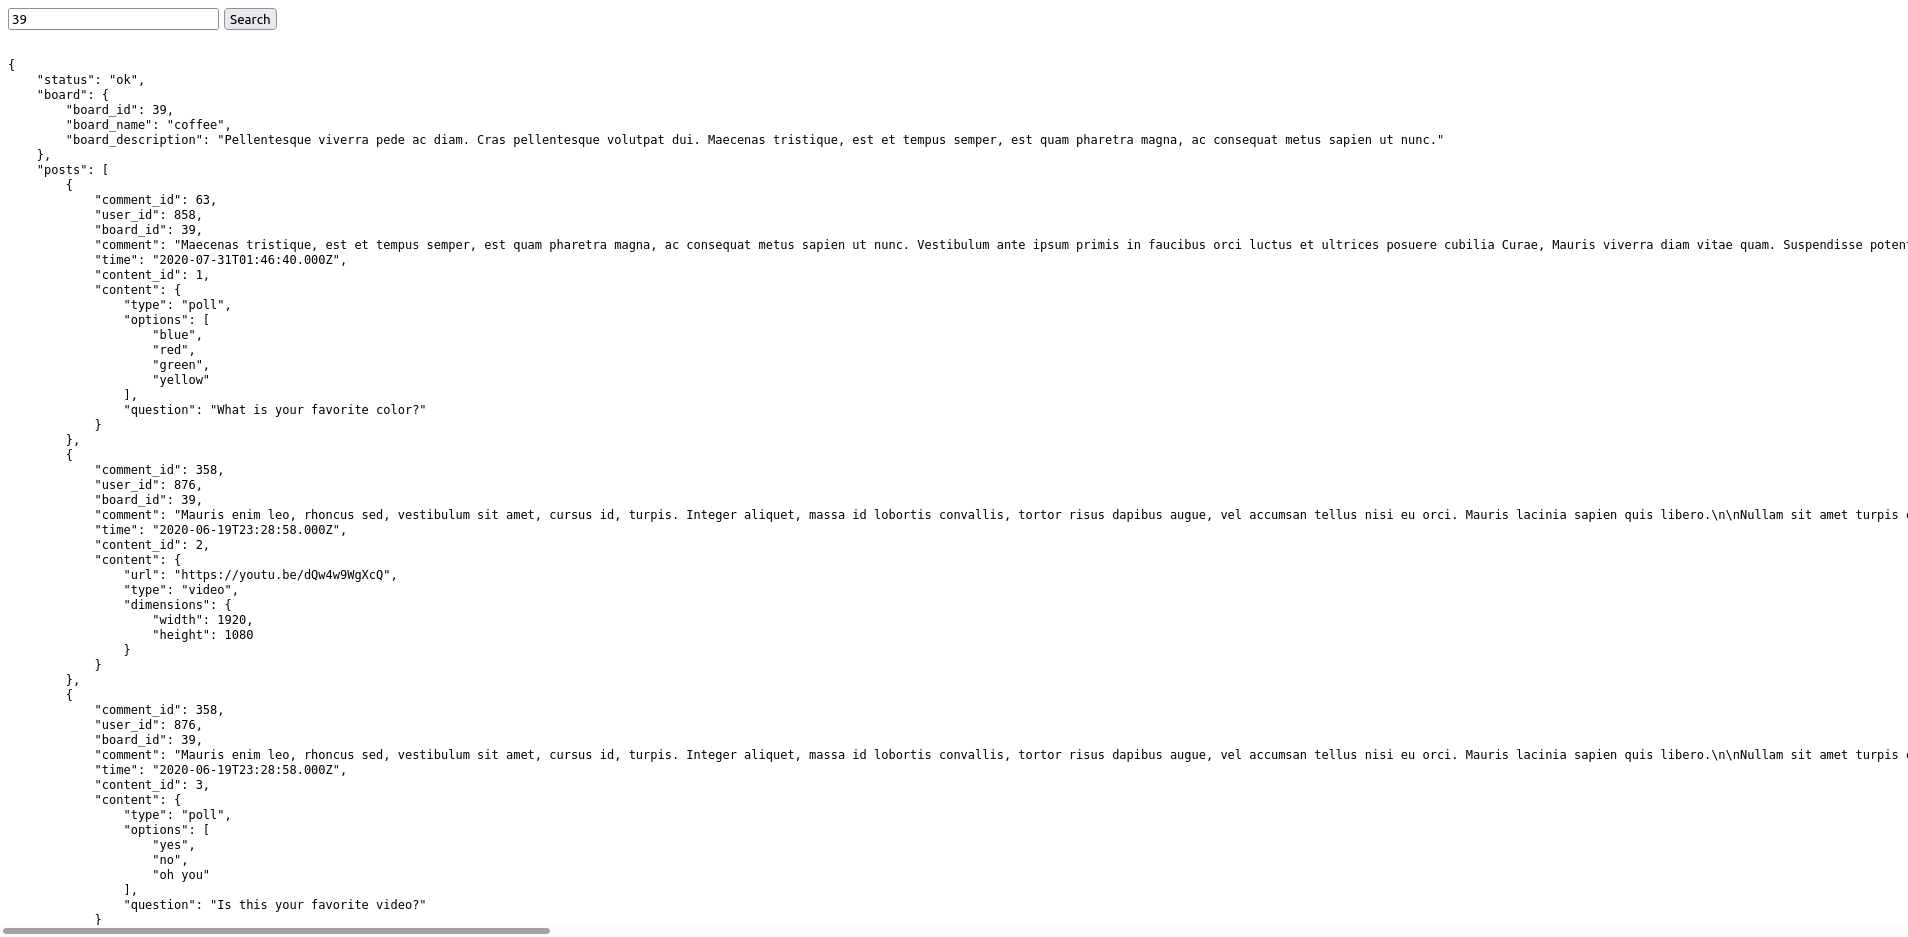 39 Search
{
    "status": "ok",
    "board": {
        "board_id": 39,
        "board_name": "coffee",
        "board_description": "Pellentesque viverra pede ac diam. Cras pellentesque volutpat dui. Maecenas tristique, est et tempus semper, est quam pharetra magna, ac consequat metus sapien ut nunc."
    },
    "posts": [
        {
            "comment_id": 63,
            "user_id": 858,
            "board_id": 39,
            "comment": "Maecenas tristique, est et tempus semper, est quam pharetra magna, ac consequat metus sapien ut nunc. Vestibulum ante ipsum primis in faucibus orci luctus et ultrices posuere cubilia Curae, Mauris viverra diam vitae quam. Suspendisse
            "time": "2020-07-31T01:46:40.000Z",
            "content_id": 1,
            "content": {
                "type": "poll",
                "options": [
                    "blue",
                    "red",
                    "green",
                    "yellow"
                ],
                "question": "What is your favorite color?"
            }
        },
        {
            "comment_id": 358,
            "user_id": 876,
            "board_id": 39,
            "comment": "Mauris enim leo, rhoncus sed, vestibulum sit amet, cursus id, turpis. Integer aliquet, massa id lobortis convallis, tortor risus dapibus augue, vel accumsan tellus nisi eu orci. Mauris lacinia sapien quis libero.\n\nNullam sit amet turpis
            "time": "2020-06-19T23:28:58.000Z",
            "content_id": 2,
            "content": {
                "url": "https://youtu.be/dQw4w9WgXcQ",
                "type": "video",
                "dimensions": {
                    "width": 1920,
                    "height": 1080
                }
            }
        },
        {
            "comment_id": 358,
            "user_id": 876,
            "board_id": 39,
            "comment": "Mauris enim leo, rhoncus sed, vestibulum sit amet, cursus id, turpis. Integer aliquet, massa id lobortis convallis, tortor risus dapibus augue, vel accumsan tellus nisi eu orci. Mauris lacinia sapien quis libero.\n\nNullam sit amet turpis
            "time": "2020-06-19T23:28:58.000Z",
            "content_id": 3,
            "content": {
                "type": "poll",
                "options": [
                    "yes",
                    "no",
                    "oh you"
                ],
                "question": "Is this your favorite video?"
            }